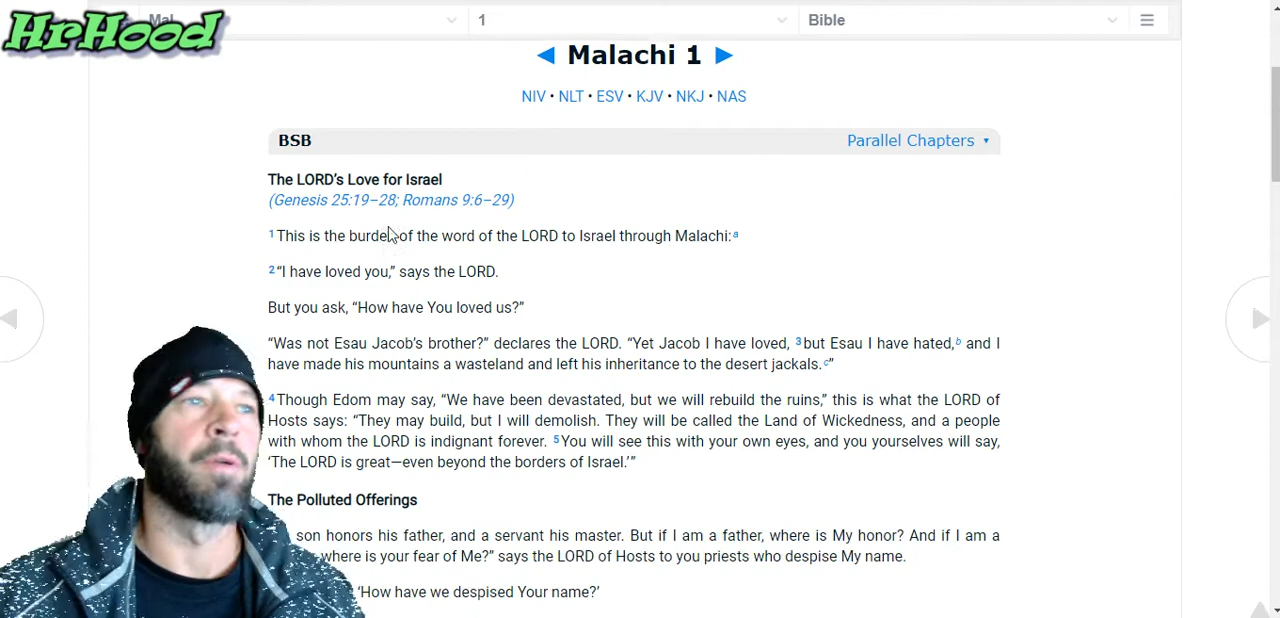 HrHood
Mal 1 Bible
Malachi 1
NIV • NLT • ESV • KJV • NKJ • NAS
BSB Parallel Chapters
The LORD’s Love for Israel
(Genesis 25:19–28; Romans 9:6–29)
1 This is the burden of the word of the LORD to Israel through Malachi: a
2 “I have loved you,” says the LORD.
But you ask, “How have You loved us?”
“Was not Esau Jacob’s brother?” declares the LORD. “Yet Jacob I have loved, 3 but Esau I have hated, b and I
have made his mountains a wasteland and left his inheritance to the desert jackals. c”
4 Though Edom may say, “We have been devastated, but we will rebuild the ruins,” this is what the LORD of
Hosts says: “They may build, but I will demolish. They will be called the Land of Wickedness, and a people
with whom the LORD is indignant forever. 5 You will see this with your own eyes, and you yourselves will say,
‘The LORD is great—even beyond the borders of Israel.’”
The Polluted Offerings
son honors his father, and a servant his master. But if I am a father, where is My honor? And if I am a
where is your fear of Me?” says the LORD of Hosts to you priests who despise My name.
‘How have we despised Your name?’